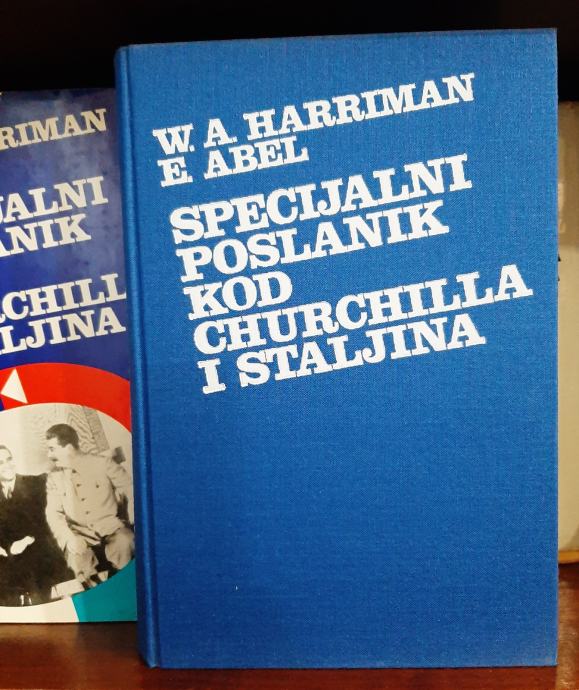 W. A. HARRIMAN
E. ABEL
SPECIJALNI
POSLANIK
KOD
CHURCHILLA
I STALJINA